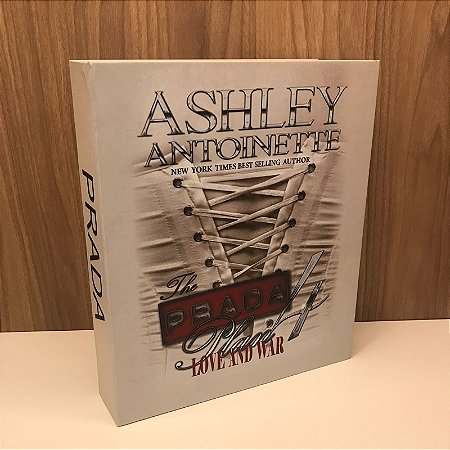 PRADA
ASHLEY
ANTOINETTE
NEW YORK TIMES BEST SELLING AUTHOR
The
PRADA
Plan 4
LOVE AND WAR